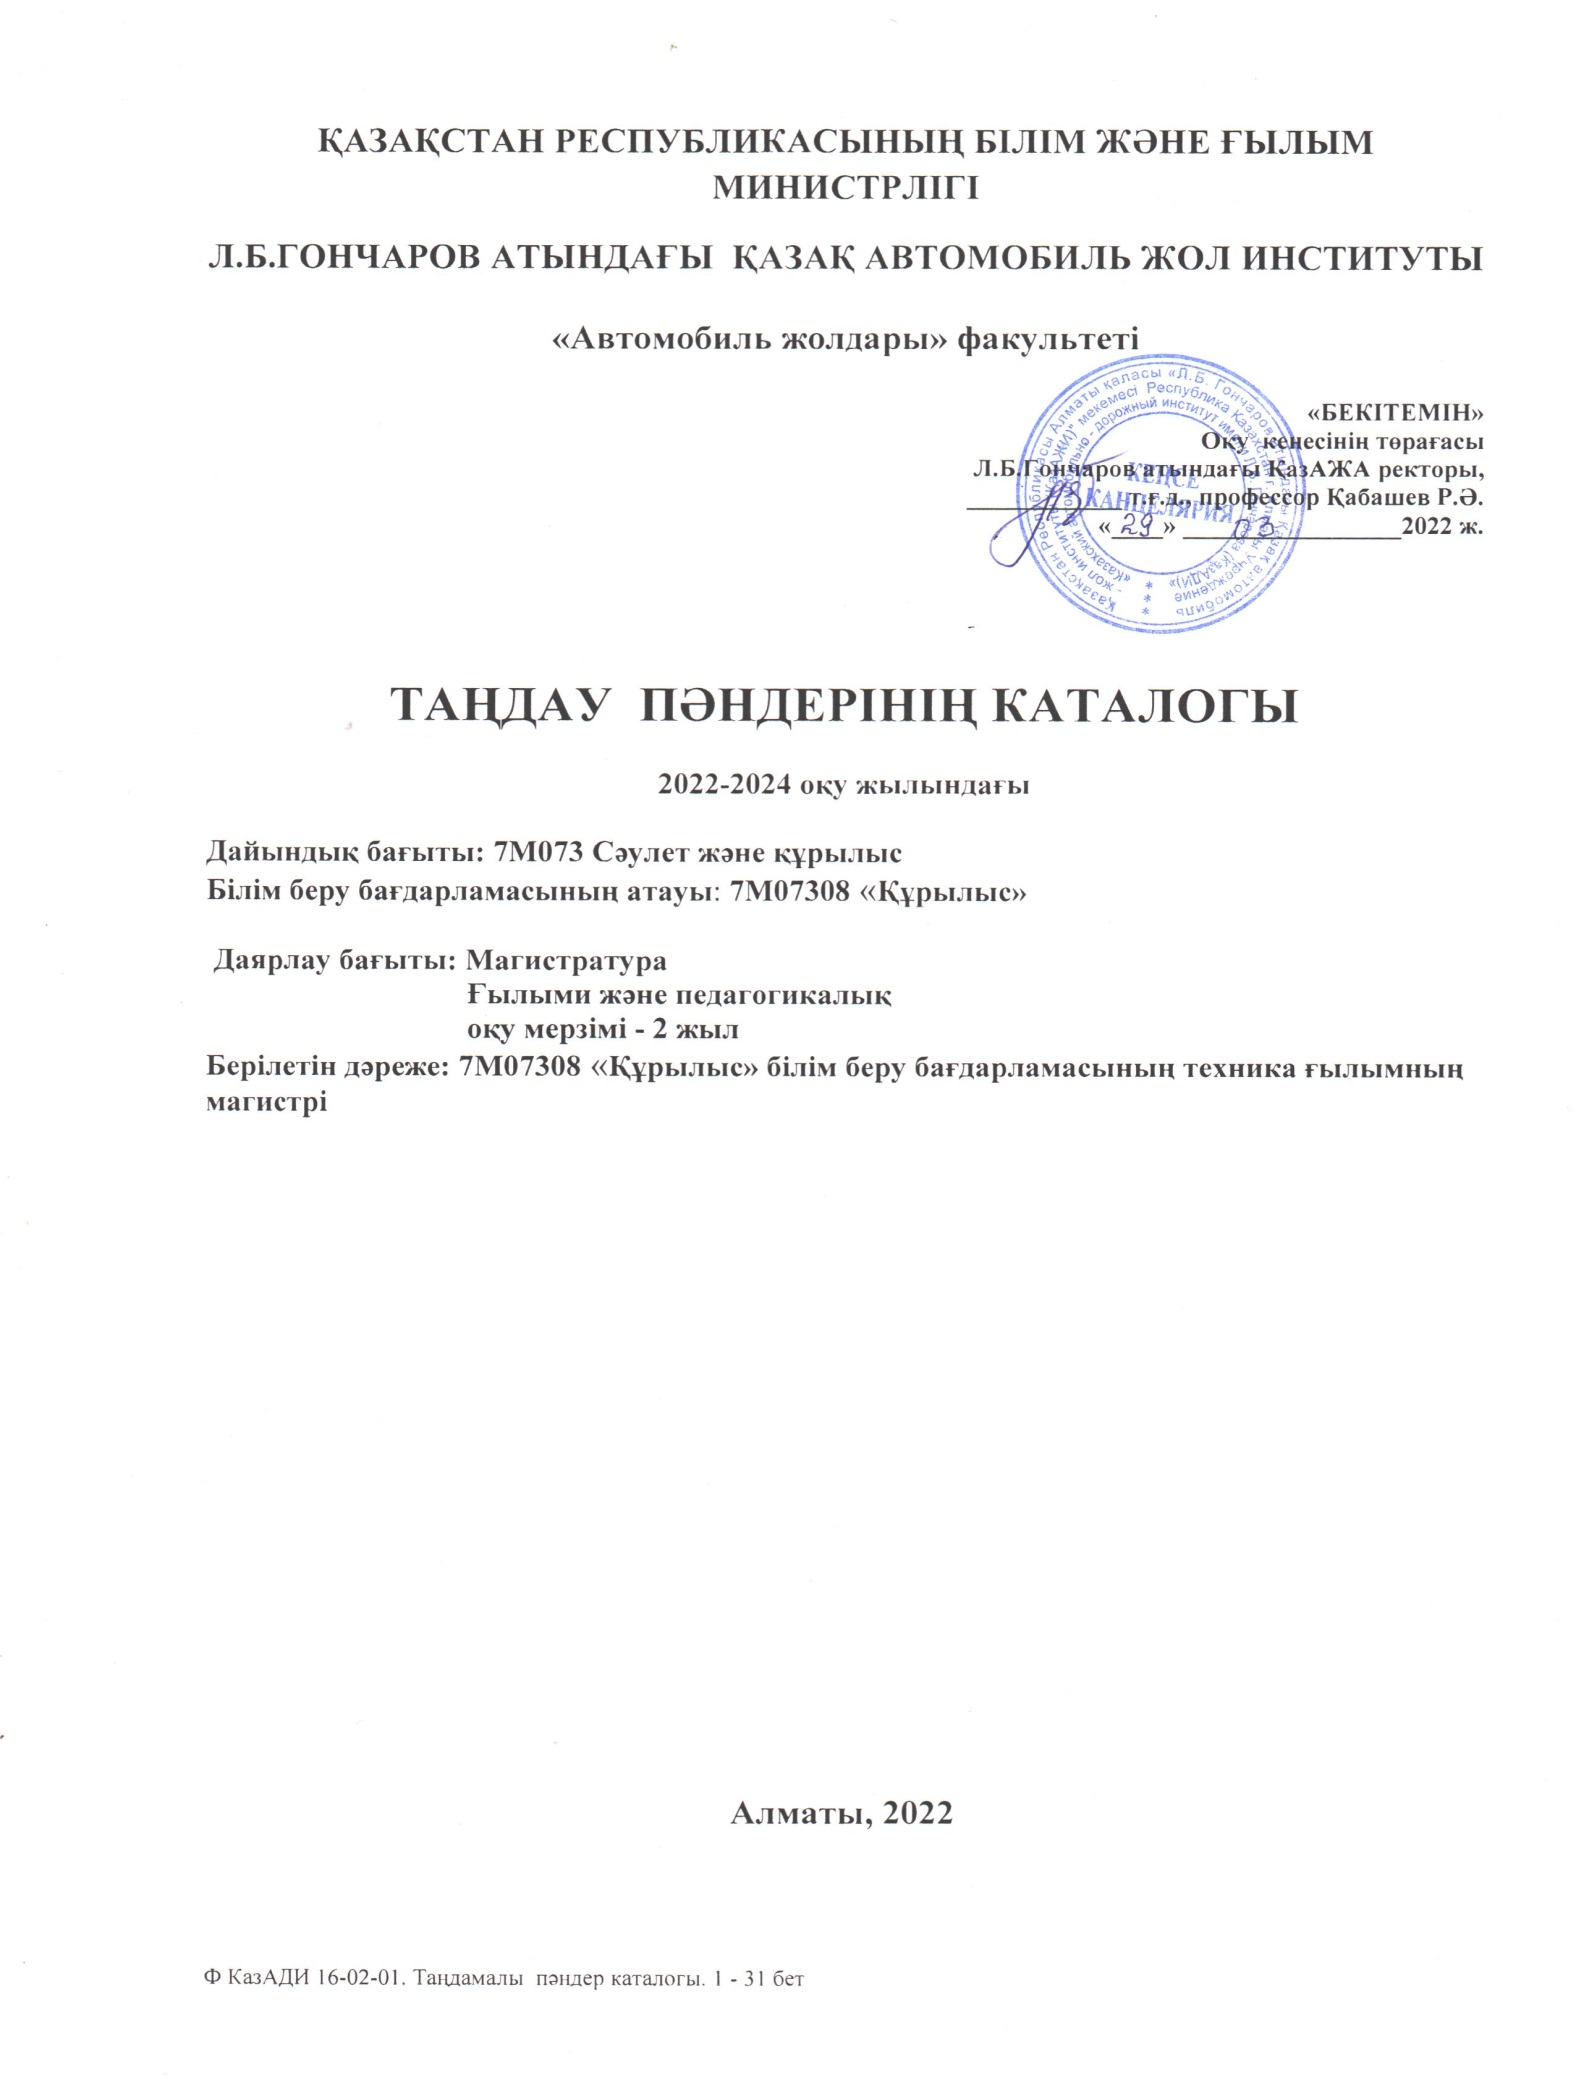 ҚАЗАҚСТАН РЕСПУБЛИКАСЫНЫҢ БІЛІМ ЖӘНЕ ҒЫЛЫМ
МИНИСТРЛІГІ
Л.Б.ГОНЧАРОВ АТЫНДАҒЫ ҚАЗАҚ АВТОМОБИЛЬ ЖОЛ ИНСТИТУТЫ
«Автомобиль жолдары» факультеті
«БЕКІТЕМІН»
Оқу кеңесінің төрағасы
Л.Б.Гончаров атындағы ҚазАЖА ректоры,
т.ғ.д., профессор Қабашев Р.Ә.
«29» 03 2022 ж.
КЕҢСЕ
КАНЦЕЛЯРИЯ
ТАҢДАУ ПӘНДЕРІНІҢ КАТАЛОГЫ
2022-2024 оқу жылындағы
Дайындық бағыты: 7М073 Сәулет және құрылыс
Білім беру бағдарламасының атауы: 7М07308 «Құрылыс»
Даярлау бағыты: Магистратура
Ғылыми және педагогикалық
оқу мерзімі - 2 жыл
Берілетін дәреже: 7М07308 «Құрылыс» білім беру бағдарламасының техника ғылымның
магистрі
Алматы, 2022
Ф КазАДИ 16-02-01. Таңдамалы пәндер каталогы. 1 - 31 бет